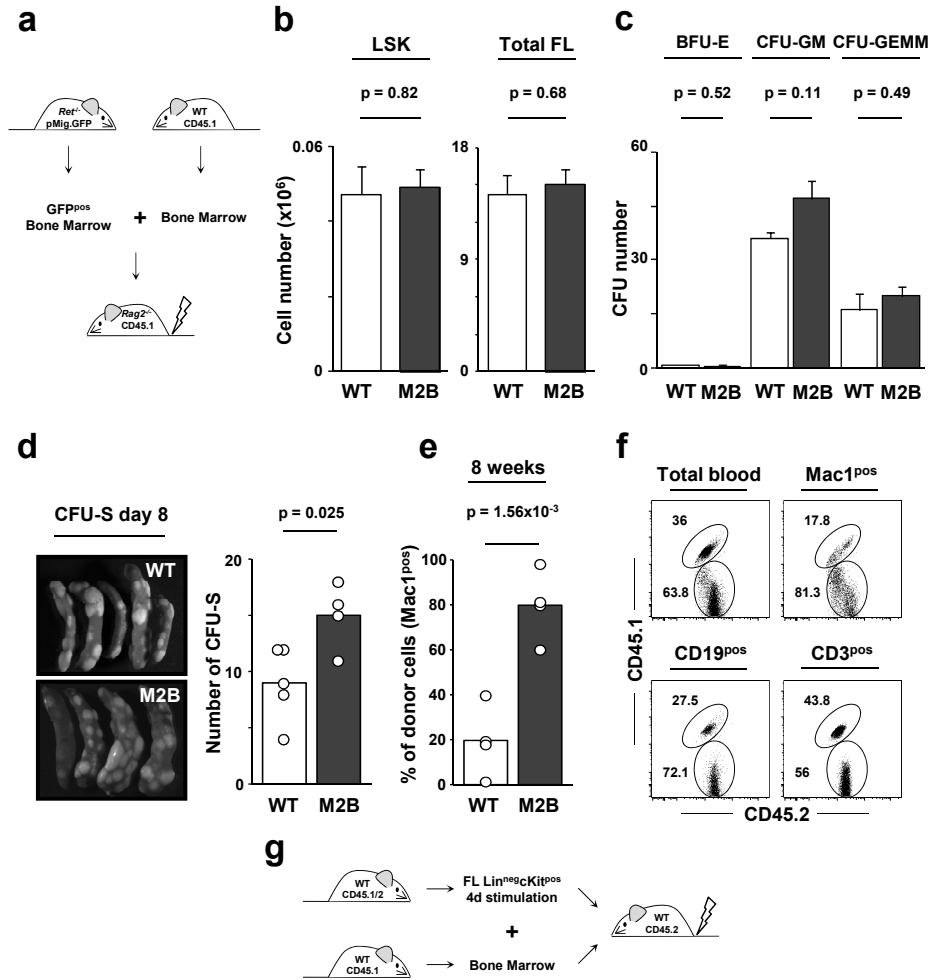 a
Ret-/-
pMig.GFP
WT
CD45.1
GFPpos
Bone Marrow
+
Bone Marrow
Rag2-/-
CD45.1
b
LSK
Total FL
p = 0.82
p = 0.68
Cell number (x10⁶)
0.06
0
18
9
0
WT
M2B
WT
M2B
c
BFU-E
CFU-GM
CFU-GEMM
p = 0.52
p = 0.11
p = 0.49
CFU number
60
30
0
WT
M2B
WT
M2B
WT
M2B
d
CFU-S day 8
WT
M2B
p = 0.025
Number of CFU-S
20
10
0
WT
M2B
e
8 weeks
p = 1.56x10⁻³
% of donor cells (Mac1pos)
100
80
60
40
20
0
WT
M2B
f
Total blood
Mac1pos
36
63.8
17.8
81.3
CD19pos
CD3pos
27.5
72.1
43.8
56
CD45.1
CD45.2
g
WT
CD45.1/2
FL LinnegcKitpos
4d stimulation
+
WT
CD45.1
Bone Marrow
WT
CD45.2